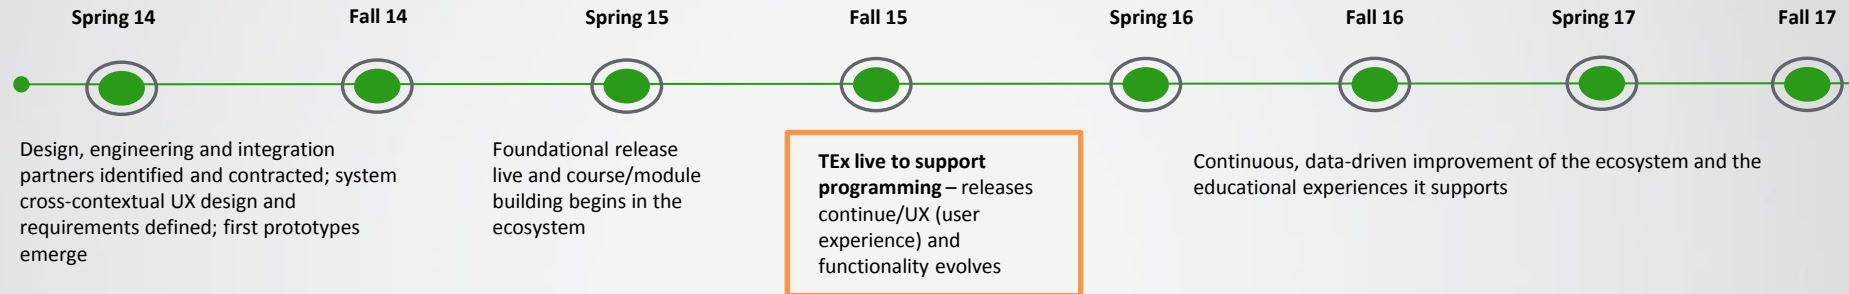 Spring 14
Fall 14
Spring 15
Fall 15
Spring 16
Fall 16
Spring 17
Fall 17
Design, engineering and integration
partners identified and contracted; system
cross-contextual UX design and
requirements defined; first prototypes
emerge
Foundational release
live and course/module
building begins in the
ecosystem
TEx live to support
programming – releases
continue/UX (user
experience) and
functionality evolves
Continuous, data-driven improvement of the ecosystem and the
educational experiences it supports